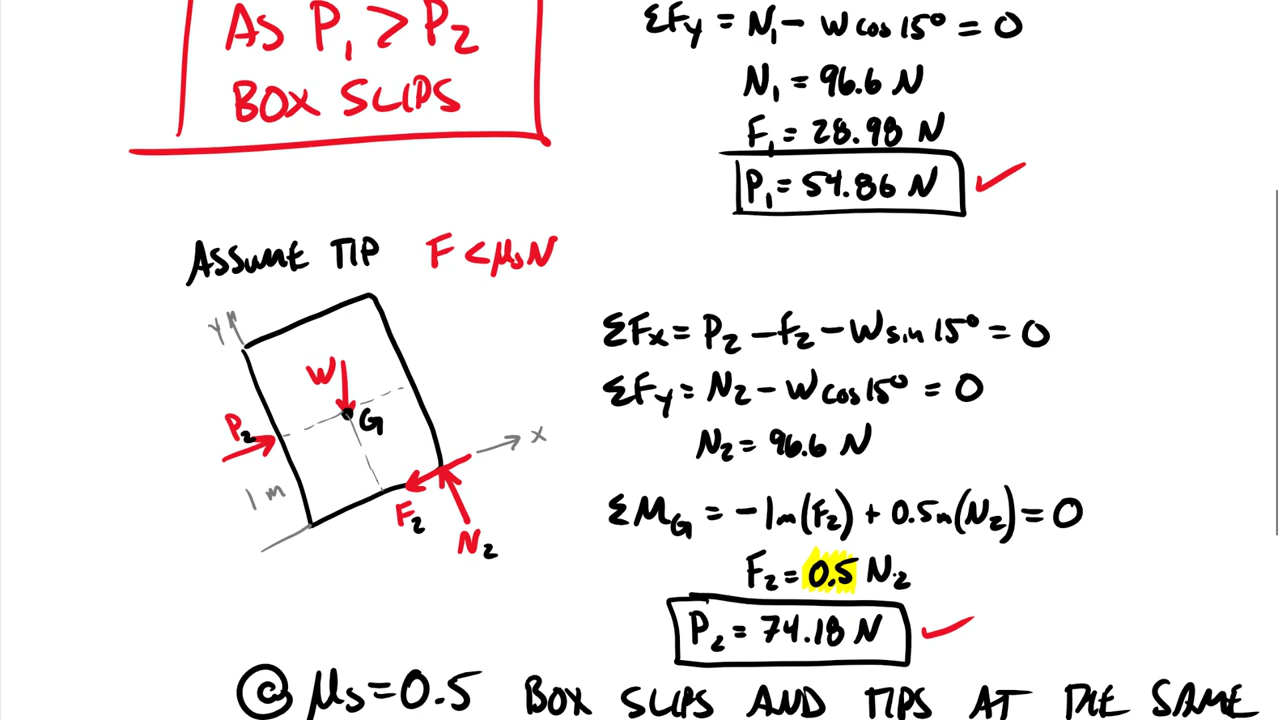 AS P₁ > P₂
BOX SLIPS
ΣFy = N₁ - W cos 15° = 0
N₁ = 96.6 N
F₁ = 28.98 N
P₁ = 54.86 N ✓
ASSUME TIP F < μsN
Y
W
G
P₂
X
1 m
F₂
N₂
ΣFx = P₂ - f₂ - W sin 15° = 0
ΣFy = N₂ - W cos 15° = 0
N₂ = 96.6 N
ΣM_G = -1m(F₂) + 0.5m(N₂) = 0
F₂ = 0.5 N₂
P₂ = 74.18 N ✓
@ μs = 0.5 BOX SLIPS AND TIPS AT THE SAME